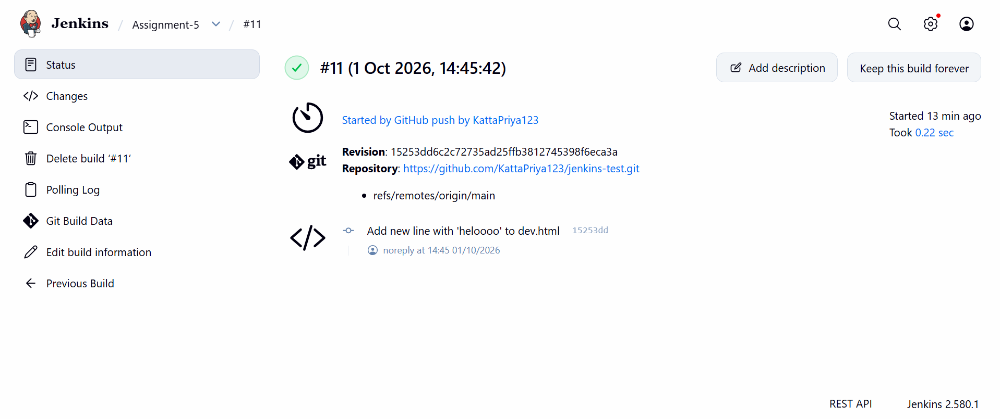 Jenkins / Assignment-5 / #11
Status
Changes
Console Output
Delete build ‘#11’
Polling Log
Git Build Data
Edit build information
Previous Build
#11 (1 Oct 2026, 14:45:42)
Add description
Keep this build forever
Started by GitHub push by KattaPriya123
Started 13 min ago
Took 0.22 sec
git
Revision: 15253dd6c2c72735ad25ffb3812745398f6eca3a
Repository: https://github.com/KattaPriya123/jenkins-test.git
• refs/remotes/origin/main
Add new line with 'heloooo' to dev.html 15253dd
noreply at 14:45 01/10/2026
REST API
Jenkins 2.580.1